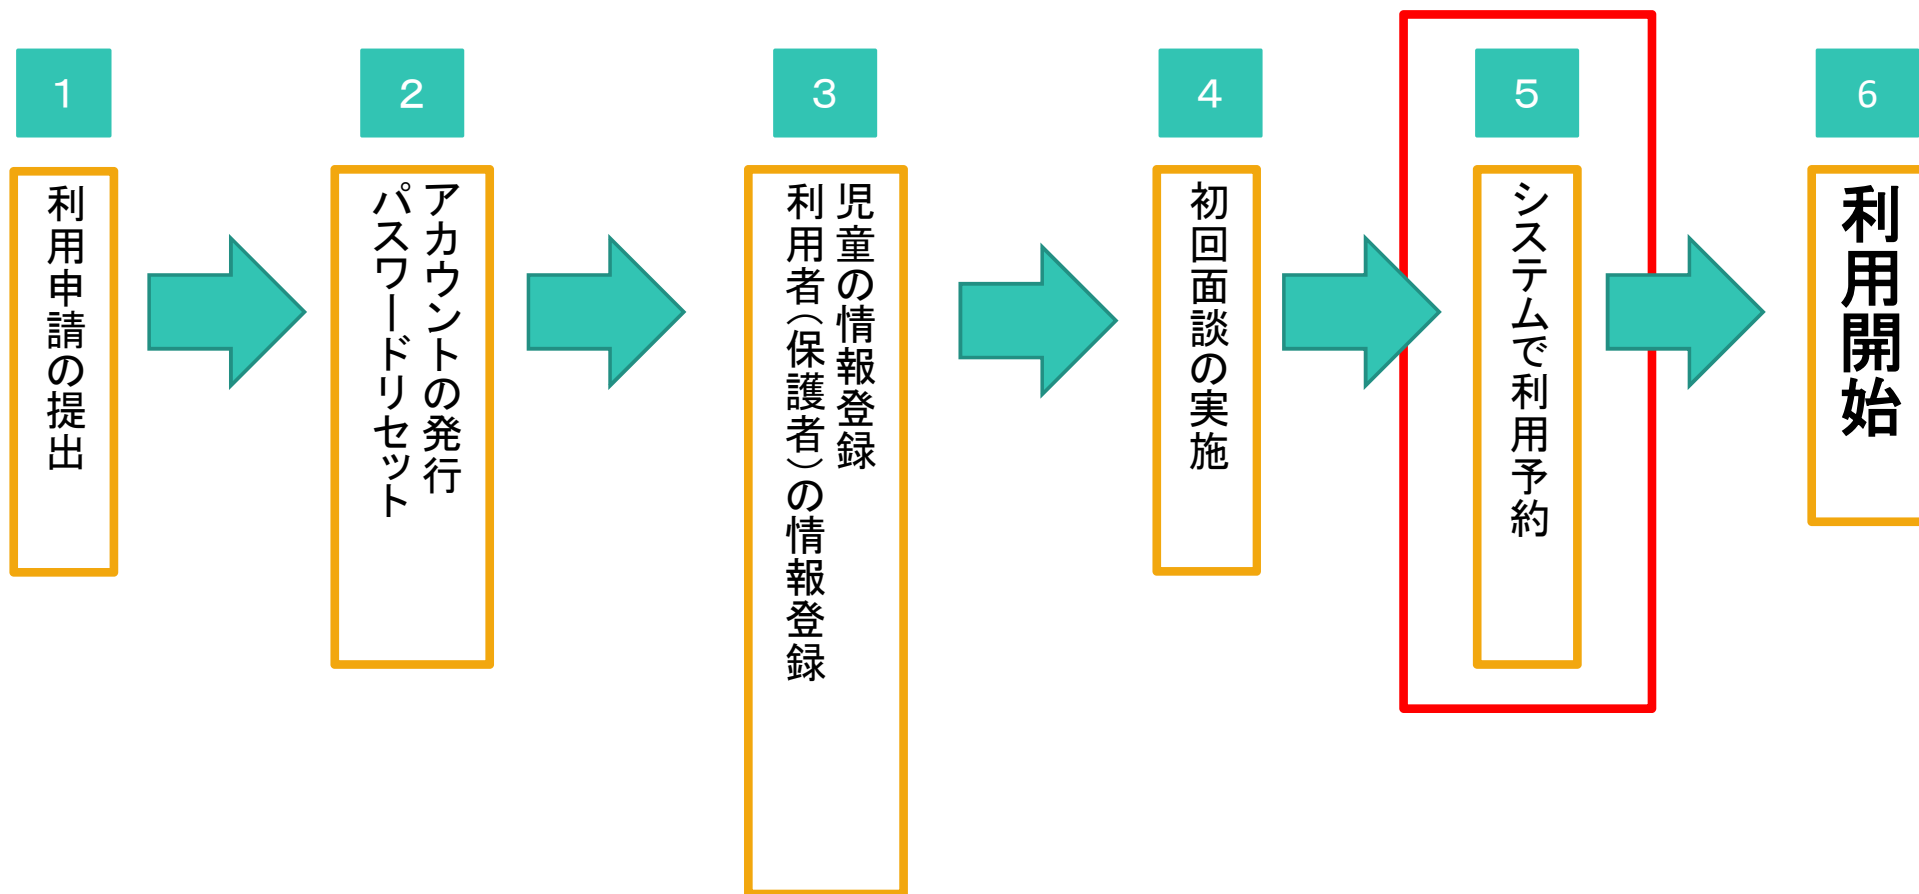 1
利用申請の提出
2
アカウントの発行
パスワードリセット
3
児童の情報登録
利用者（保護者）の情報登録
4
初回面談の実施
5
システムで利用予約
6
利用開始